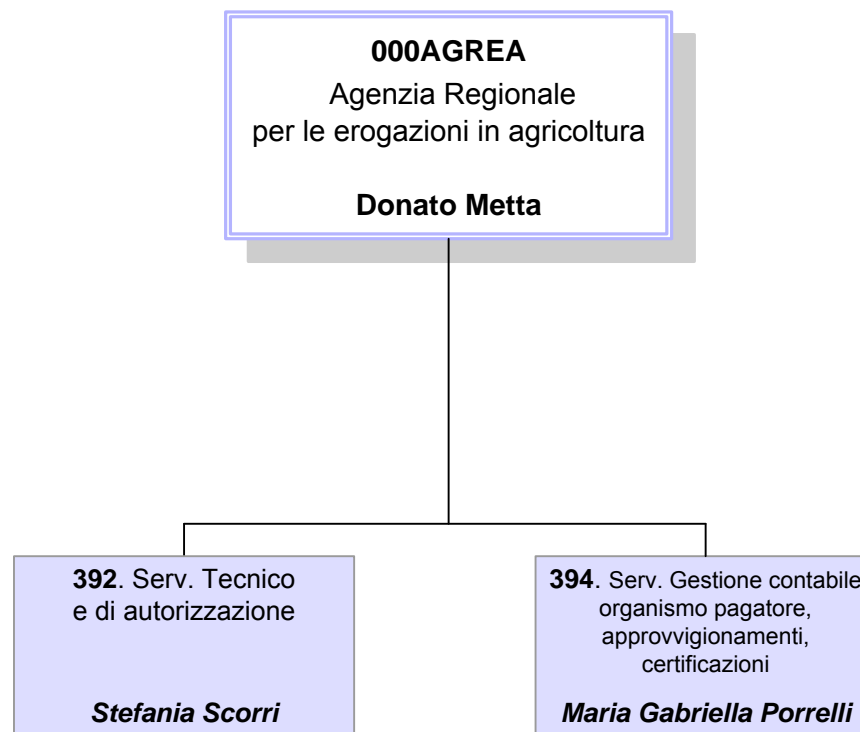 000AGREA
Agenzia Regionale
per le erogazioni in agricoltura
Donato Metta
392. Serv. Tecnico
e di autorizzazione
Stefania Scorri
394. Serv. Gestione contabile
organismo pagatore,
approvvigionamenti,
certificazioni
Maria Gabriella Porrelli